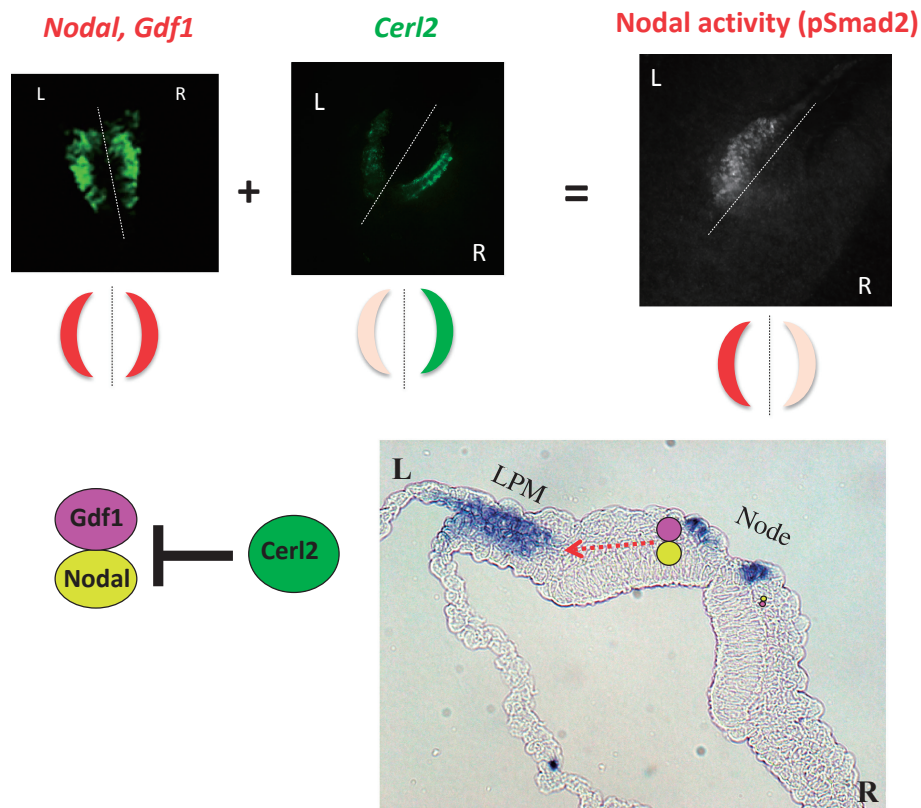 Nodal, Gdf1
Cerl2
Nodal activity (pSmad2)
L
R
L
R
L
R
+
=
Gdf1
Nodal
Cerl2
L
LPM
Node
R